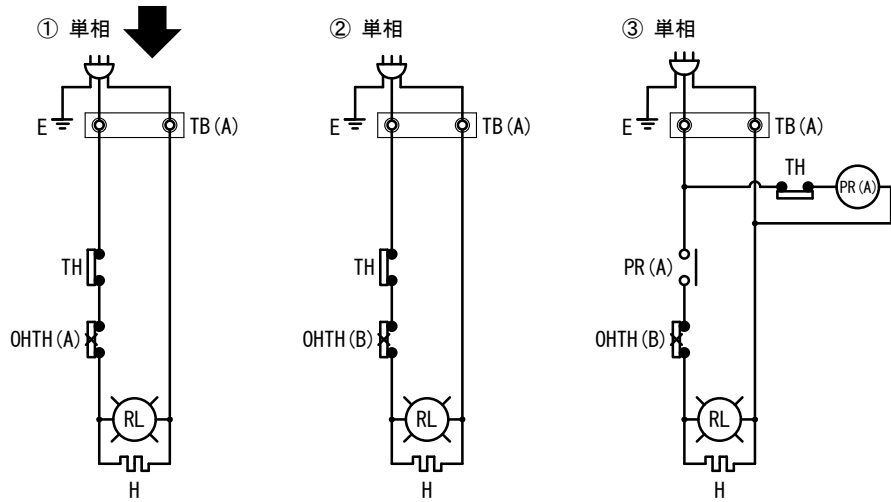 ① 単相
E
TB(A)
TH
OHTH(A)
RL
H
② 単相
E
TB(A)
TH
OHTH(B)
RL
H
③ 単相
E
TB(A)
TH
PR(A)
PR(A)
OHTH(B)
RL
H